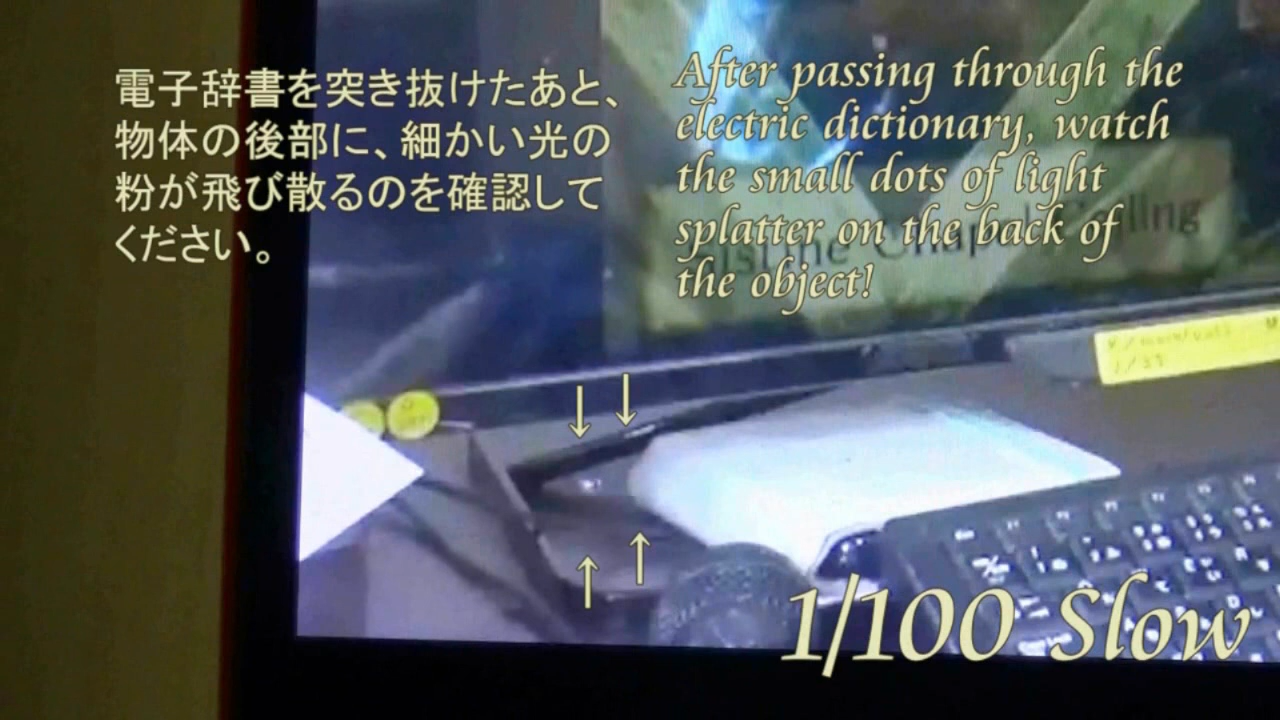 電子辞書を突き抜けたあと、
物体の後部に、細かい光の
粉が飛び散るのを確認して
ください。
After passing through the
electric dictionary, watch
the small dots of light
splatter on the back of
the object!
1/100 Slow